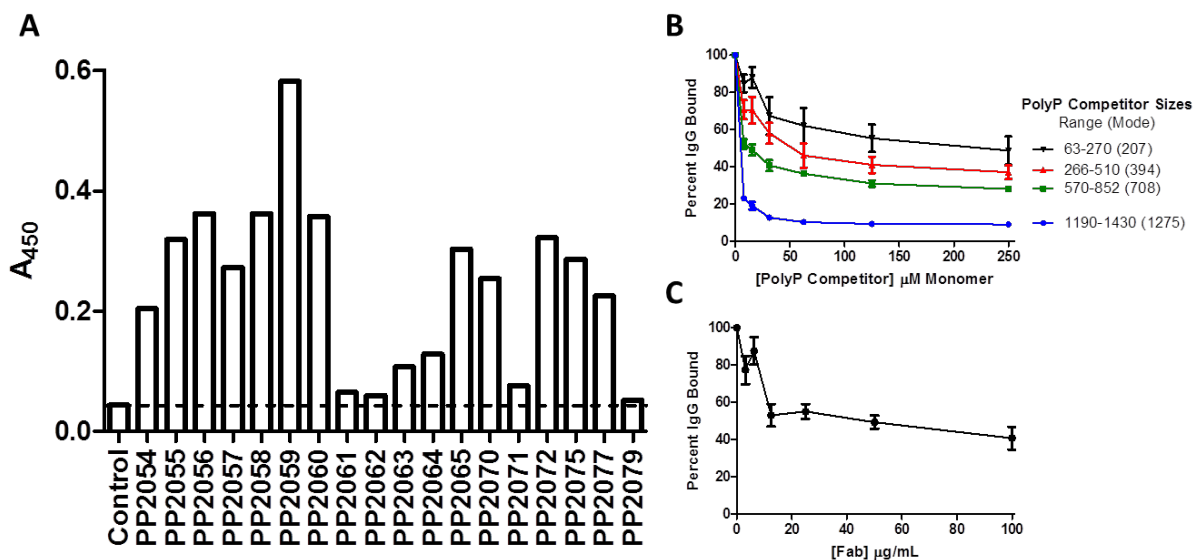 A
A450
0.6
0.4
0.2
0.0
Control
PP2054
PP2055
PP2056
PP2057
PP2058
PP2059
PP2060
PP2061
PP2062
PP2063
PP2064
PP2065
PP2070
PP2071
PP2072
PP2075
PP2077
PP2079
B
Percent IgG Bound
100
80
60
40
20
0
0
50
100
150
200
250
[PolyP Competitor] µM Monomer
PolyP Competitor Sizes
Range (Mode)
63-270 (207)
266-510 (394)
570-852 (708)
1190-1430 (1275)
C
Percent IgG Bound
100
80
60
40
20
0
0
20
40
60
80
100
[Fab] µg/mL